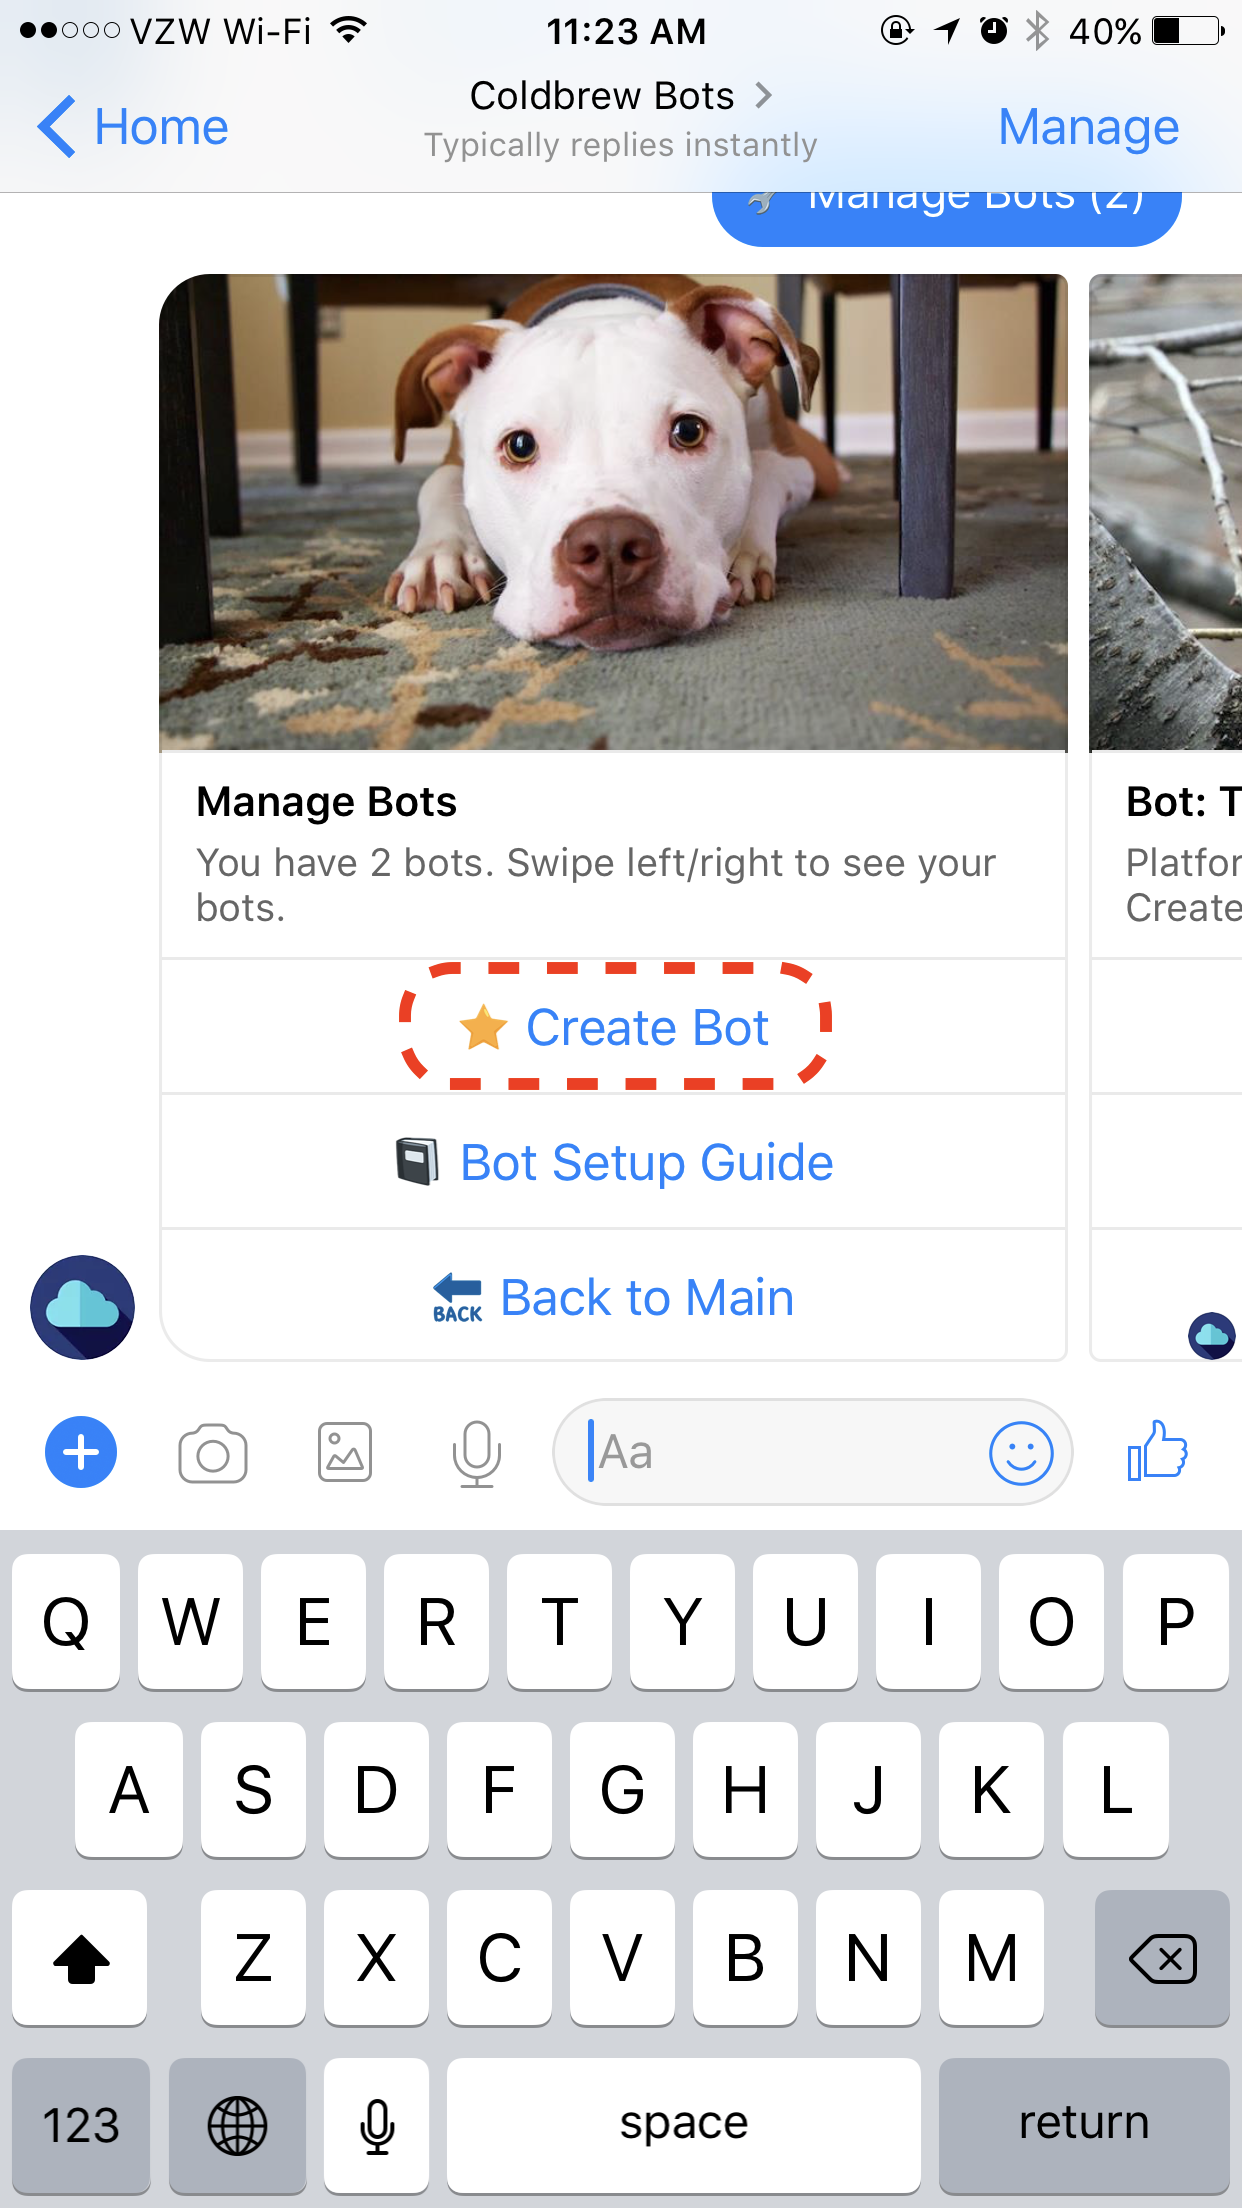 VZW Wi-Fi 11:23 AM 40%
Home
Coldbrew Bots
Typically replies instantly
Manage
Manage Bots (2)
Manage Bots
You have 2 bots. Swipe left/right to see your
bots.
Create Bot
Bot Setup Guide
BACK Back to Main
Bot: T
Platfor
Create
Aa
Q W E R T Y U I O P
A S D F G H J K L
Z X C V B N M
123 space return